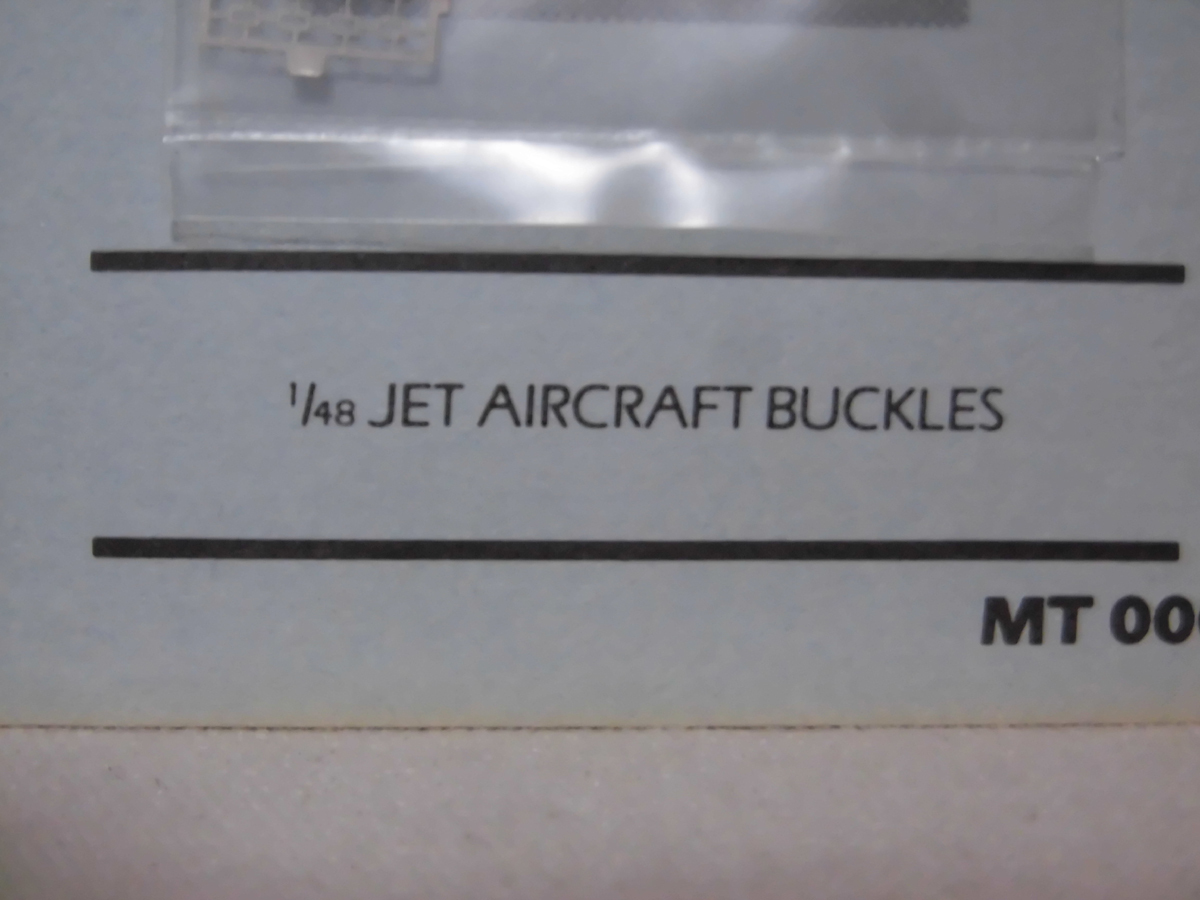 1/48 JET AIRCRAFT BUCKLES
MT